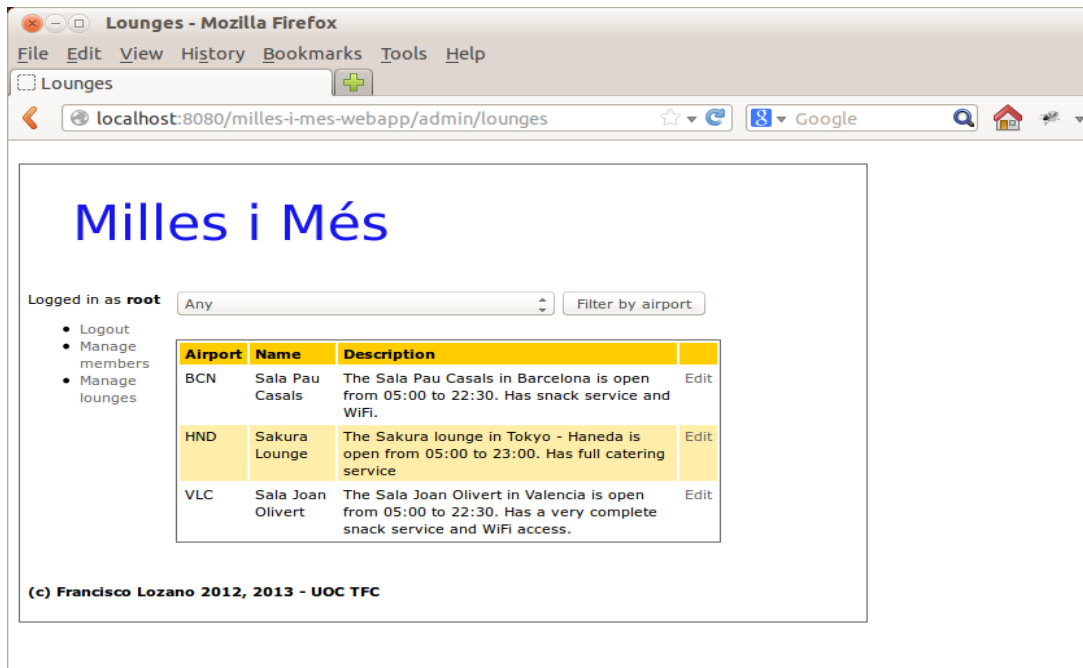 Lounges - Mozilla Firefox
File Edit View History Bookmarks Tools Help
Lounges
localhost:8080/milles-i-mes-webapp/admin/lounges
8 Google
Milles i Més
Logged in as root
Any
Filter by airport
Logout
Manage
members
Manage
lounges
Airport Name Description
BCN Sala Pau The Sala Pau Casals in Barcelona is open Edit
Casals from 05:00 to 22:30. Has snack service and
WiFi.
HND Sakura The Sakura lounge in Tokyo - Haneda is Edit
Lounge open from 05:00 to 23:00. Has full catering
service
VLC Sala Joan The Sala Joan Olivert in Valencia is open Edit
Olivert from 05:00 to 22:30. Has a very complete
snack service and WiFi access.
(c) Francisco Lozano 2012, 2013 - UOC TFC